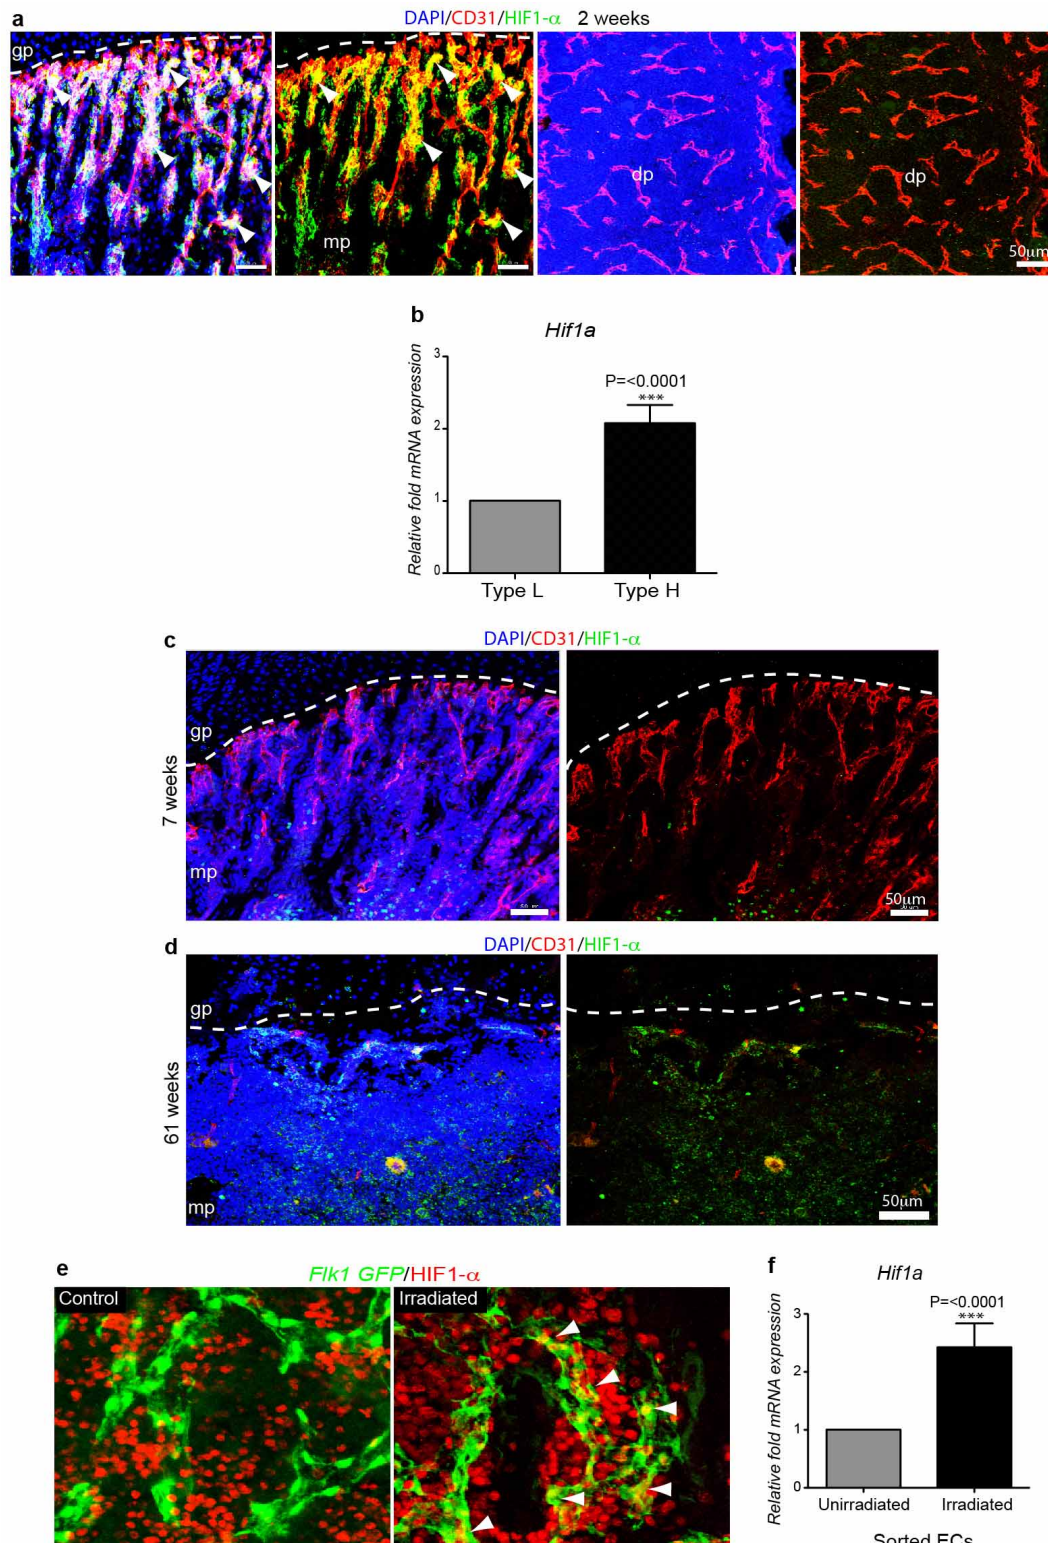 a
DAPI/CD31/HIF1-α 2 weeks
gp
mp
dp
dp
50μm
b
Hif1a
Relative fold mRNA expression
3
2
1
0
P=<0.0001
***
Type L
Type H
c
DAPI/CD31/HIF1-α
7 weeks
gp
mp
50μm
d
DAPI/CD31/HIF1-α
61 weeks
gp
mp
50μm
e
Flk1 GFP/HIF1-α
Control
Irradiated
f
Hif1a
Relative fold mRNA expression
3
2
1
0
P=<0.0001
***
Unirradiated
Irradiated
Sorted ECs